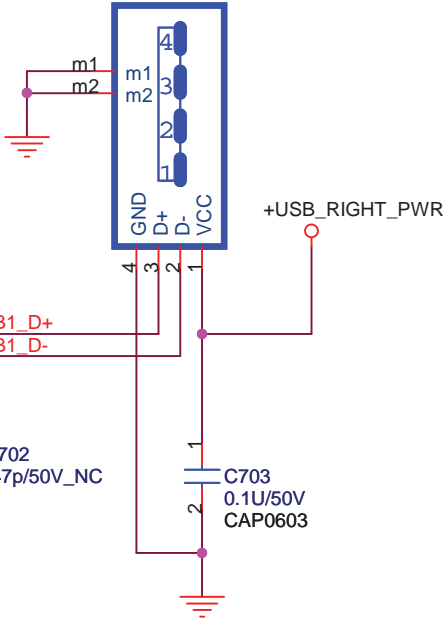 4
m1
m1
3
m2
m2
2
1
GND
D+
D-
VCC
+USB_RIGHT_PWR
4
3
2
1
B1_D+
B1_D-
1
702
47p/50V_NC
C703
0.1U/50V
2
CAP0603